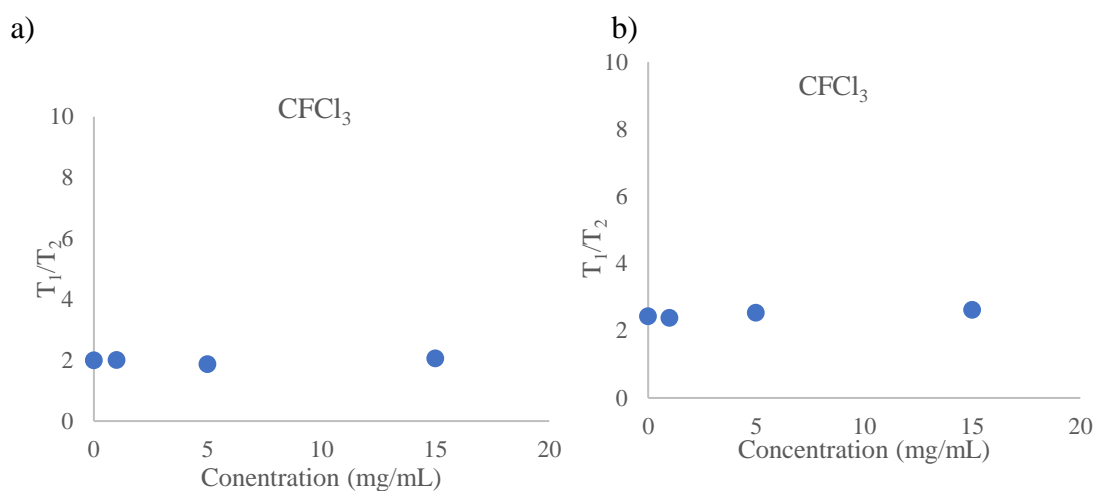 a)
CFCl₃
10
8
6
4
2
0
T₁/T₂
0 5 10 15 20
Conentration (mg/mL)
b)
CFCl₃
10
8
6
4
2
0
T₁/T₂
0 5 10 15 20
Concentration (mg/mL)